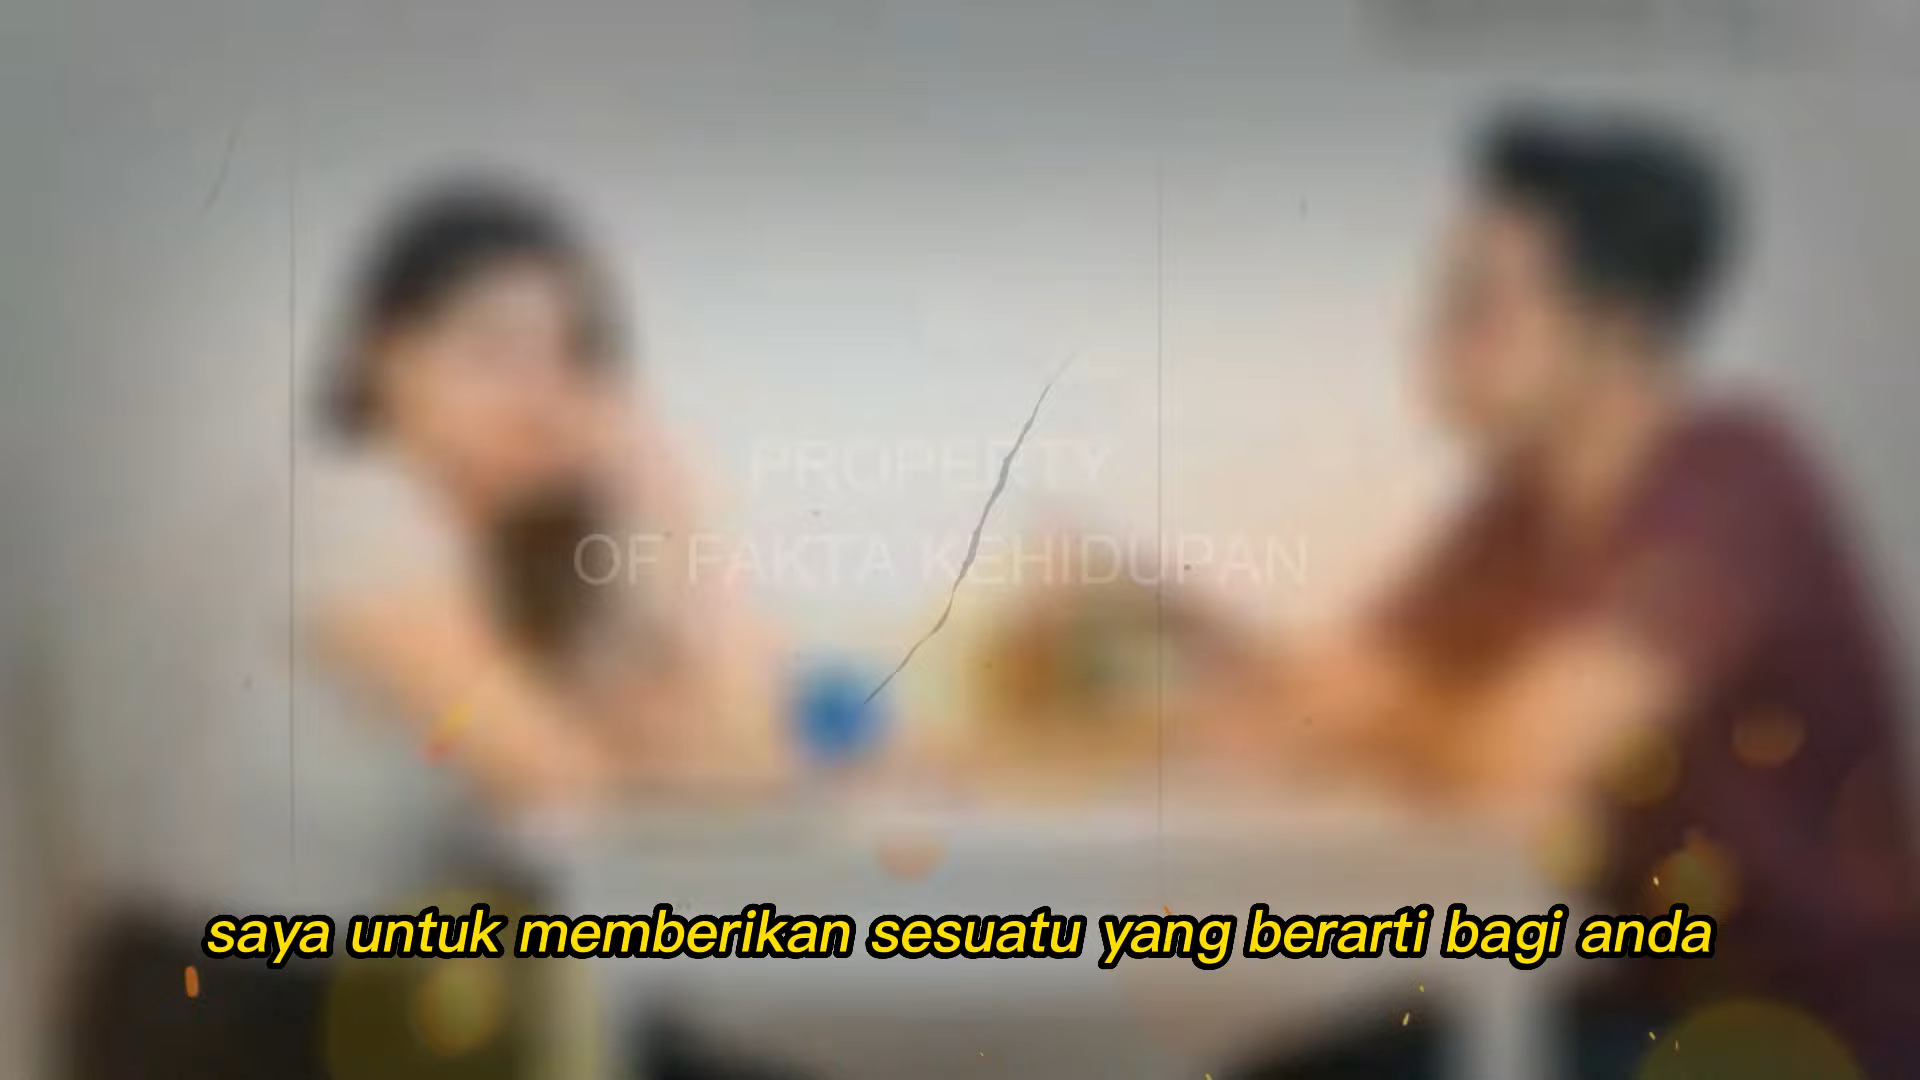 PROPERTY
OF FAKTA KEHIDUPAN
saya untuk memberikan sesuatu yang berarti bagi anda